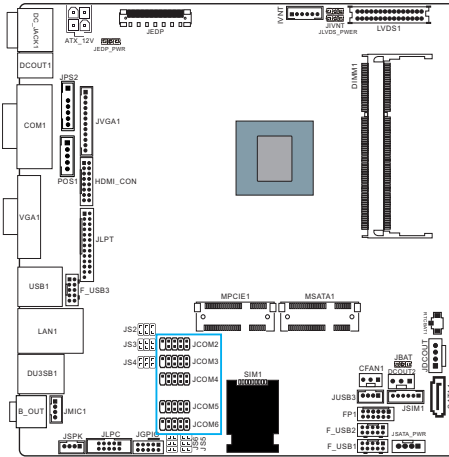 DC_JACK1
ATX_12V
JEDP_PWR
JEDP
IVNT
JIVNT
JLVDS_PWER
LVDS1
DCOUT1
JPS2
JVGA1
COM1
POS1
HDMI_CON
DIMM1
VGA1
JLPT
USB1
F_USB3
MPCIE1
MSATA1
LAN1
JS2
JS3
JS4
JCOM2
JCOM3
JCOM4
JCOM5
JCOM6
SIM1
JDCOUT
JBAT
CFAN1
DCOUT2
DU3SB1
JUSB3
JSIM1
B_OUT
JMIC1
FP1
F_USB2
F_USB1
JSATA_PWR
JSPK
JLPC
JGPIO
JS6
JS5